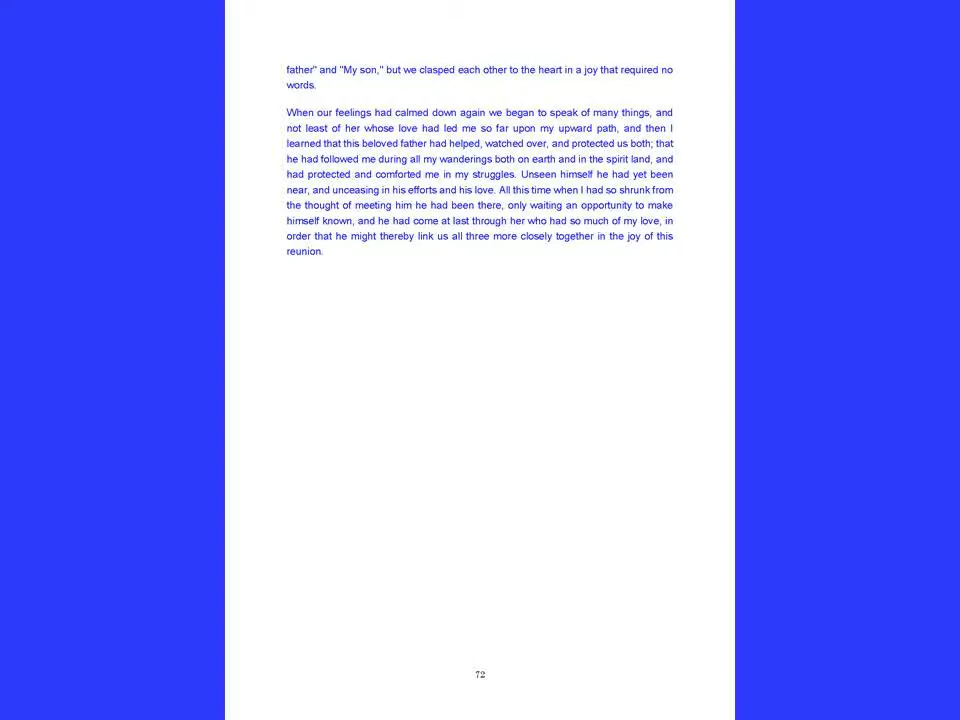 father" and "My son," but we clasped each other to the heart in a joy that required no
words.
When our feelings had calmed down again we began to speak of many things, and
not least of her whose love had led me so far upon my upward path, and then I
learned that this beloved father had helped, watched over, and protected us both; that
he had followed me during all my wanderings both on earth and in the spirit land, and
had protected and comforted me in my struggles. Unseen himself he had yet been
near, and unceasing in his efforts and his love. All this time when I had so shrunk from
the thought of meeting him he had been there, only waiting an opportunity to make
himself known, and he had come at last through her who had so much of my love, in
order that he might thereby link us all three more closely together in the joy of this
reunion.
72